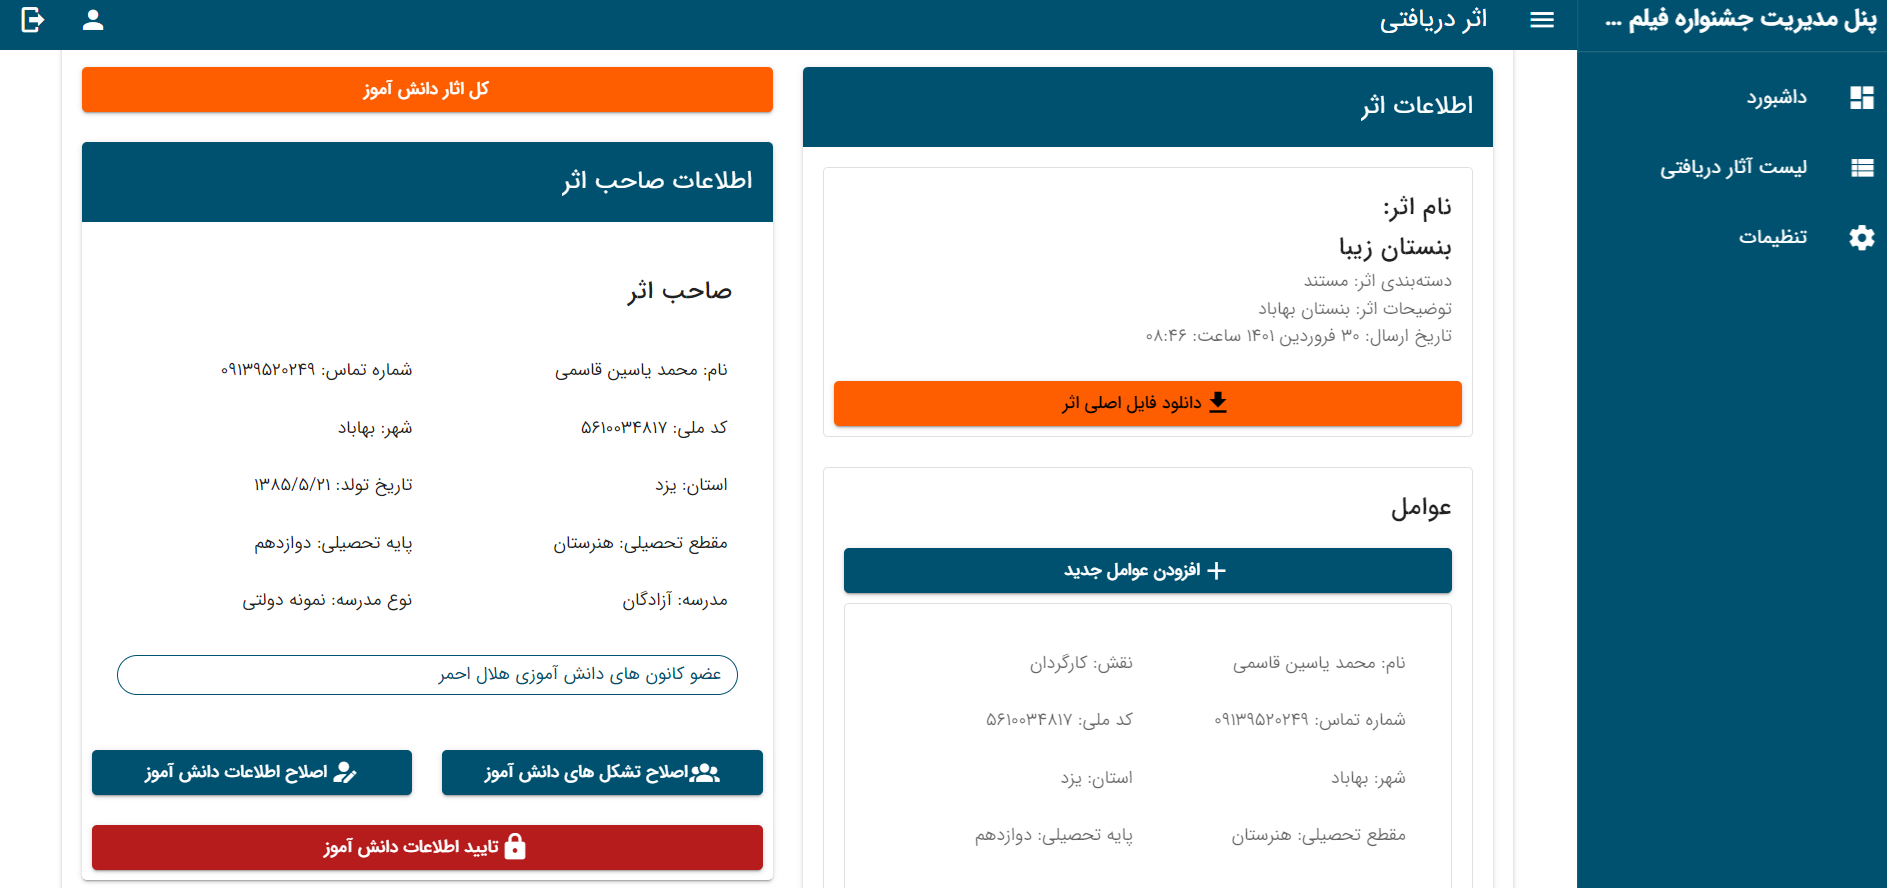 پنل مدیریت جشنواره فیلم ...
داشبورد
لیست آثار دریافتی
تنظیمات
اثر دریافتی
اطلاعات اثر
نام اثر:
بنستان زیبا
دسته‌بندی اثر: مستند
توضیحات اثر: بنستان بهاباد
تاریخ ارسال: ۳۰ فروردین ۱۴۰۱ ساعت: ۰۸:۴۶
دانلود فایل اصلی اثر
عوامل
افزودن عوامل جدید
نام: محمد یاسین قاسمی
نقش: کارگردان
شماره تماس: ۰۹۱۳۹۵۲۰۲۴۹
کد ملی: ۵۶۱۰۰۳۴۸۱۷
شهر: بهاباد
استان: یزد
مقطع تحصیلی: هنرستان
پایه تحصیلی: دوازدهم
کل اثار دانش آموز
اطلاعات صاحب اثر
صاحب اثر
نام: محمد یاسین قاسمی
شماره تماس: ۰۹۱۳۹۵۲۰۲۴۹
کد ملی: ۵۶۱۰۰۳۴۸۱۷
شهر: بهاباد
استان: یزد
تاریخ تولد: ۱۳۸۵/۵/۲۱
مقطع تحصیلی: هنرستان
پایه تحصیلی: دوازدهم
مدرسه: آزادگان
نوع مدرسه: نمونه دولتی
عضو کانون های دانش آموزی هلال احمر
اصلاح تشکل های دانش آموز
اصلاح اطلاعات دانش آموز
تایید اطلاعات دانش آموز